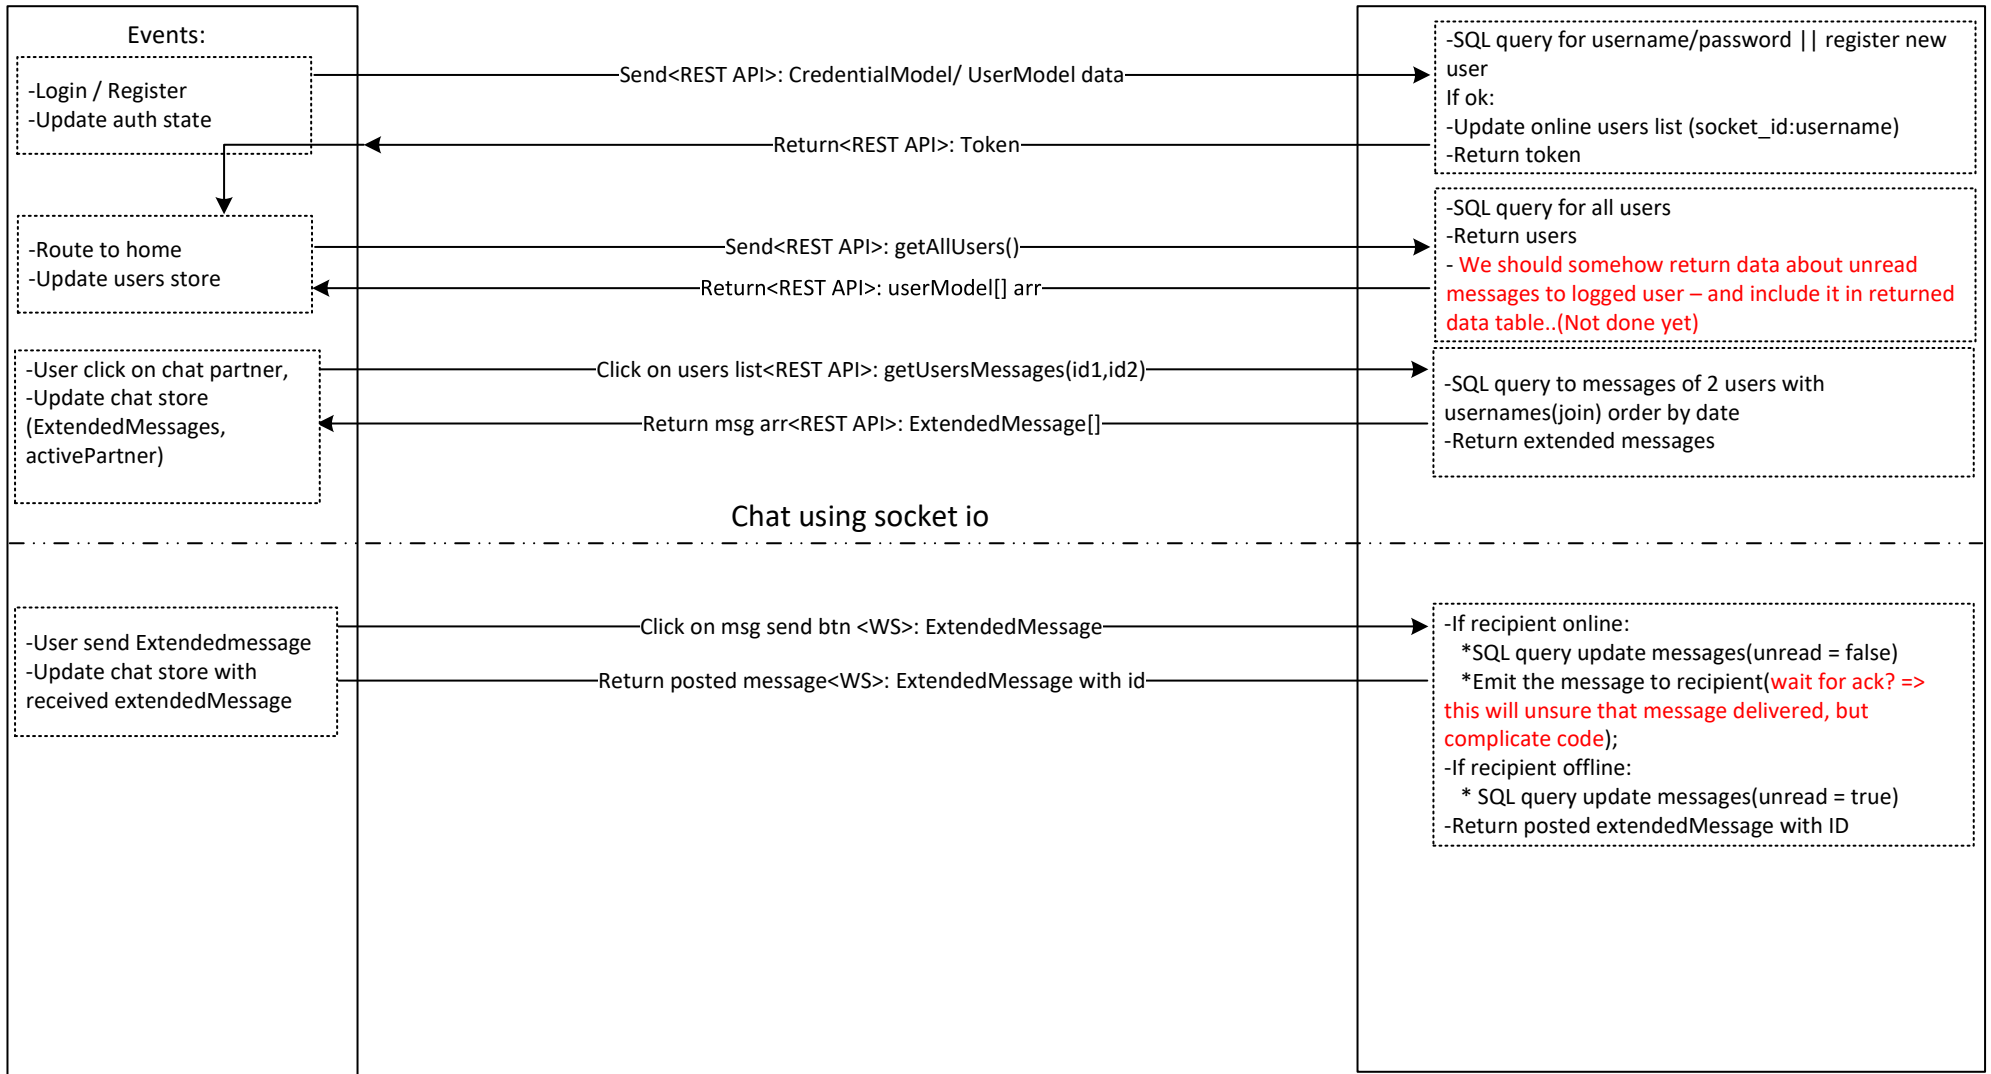 Events:
-Login / Register
-Update auth state
Send<REST API>: CredentialModel/ UserModel data
Return<REST API>: Token
-SQL query for username/password || register new
user
If ok:
-Update online users list (socket_id:username)
-Return token
-Route to home
-Update users store
Send<REST API>: getAllUsers()
Return<REST API>: userModel[] arr
-SQL query for all users
-Return users
- We should somehow return data about unread
messages to logged user – and include it in returned
data table..(Not done yet)
-User click on chat partner,
-Update chat store
(ExtendedMessages,
activePartner)
Click on users list<REST API>: getUsersMessages(id1,id2)
Return msg arr<REST API>: ExtendedMessage[]
-SQL query to messages of 2 users with
usernames(join) order by date
-Return extended messages
Chat using socket io
-User send Extendedmessage
-Update chat store with
received extendedMessage
Click on msg send btn <WS>: ExtendedMessage
Return posted message<WS>: ExtendedMessage with id
-If recipient online:
*SQL query update messages(unread = false)
*Emit the message to recipient(wait for ack? =>
this will unsure that message delivered, but
complicate code);
-If recipient offline:
* SQL query update messages(unread = true)
-Return posted extendedMessage with ID